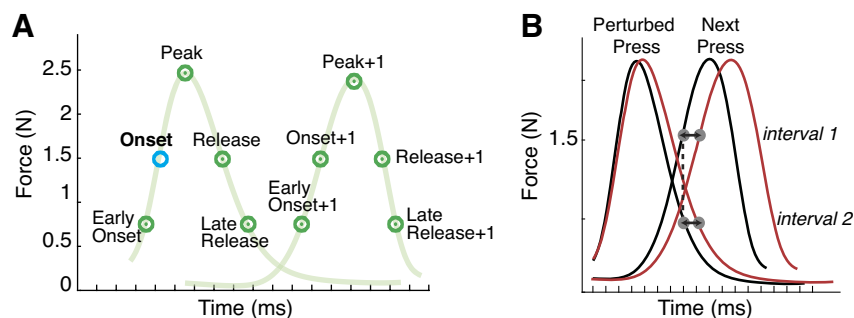 A
Force (N)
2.5
2
1.5
1
0.5
0
Peak
Onset
Release
Early
Onset
Late
Release
Peak+1
Onset+1
Early
Onset+1
Release+1
Late
Release+1
Time (ms)
B
Force (N)
1.5
Perturbed
Press
Next
Press
interval 1
interval 2
Time (ms)